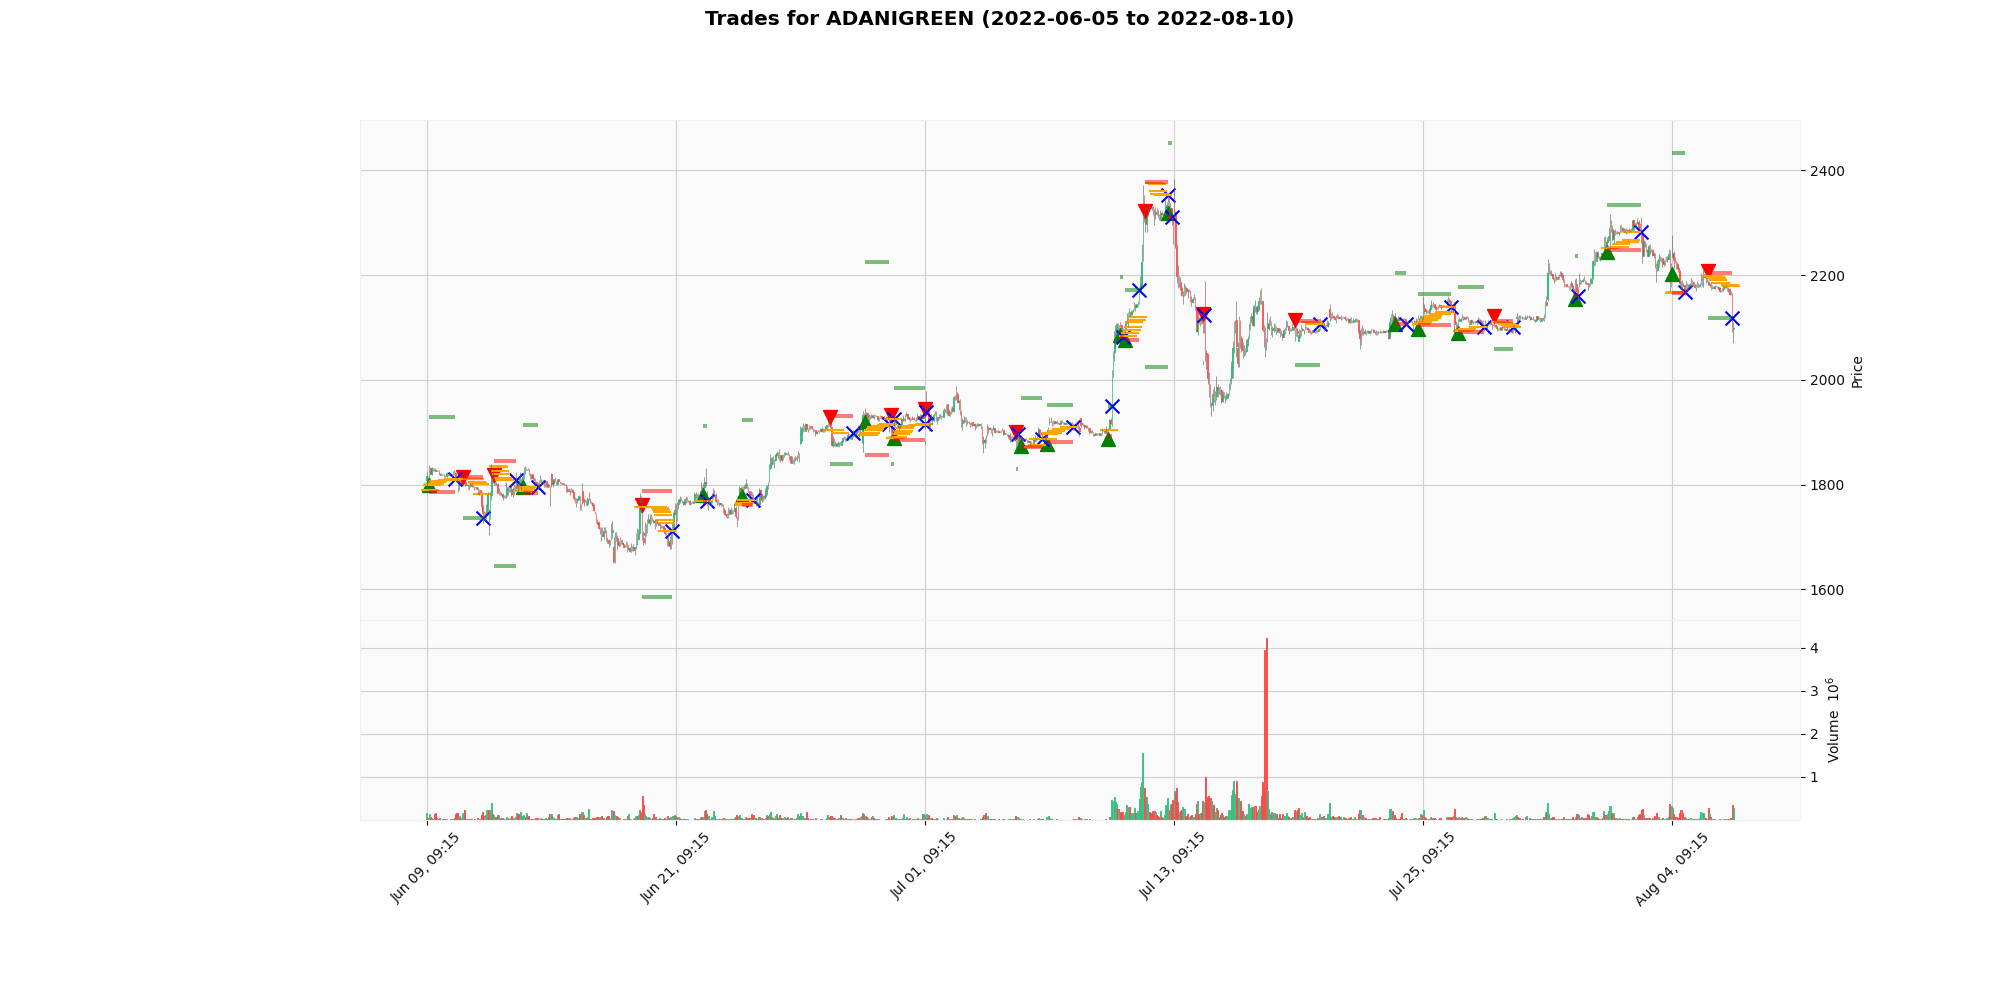 Trades for ADANIGREEN (2022-06-05 to 2022-08-10)
2400
2200
2000
1800
1600
Price
4
3
2
1
Volume 10⁶
Jun 09, 09:15
Jun 21, 09:15
Jul 01, 09:15
Jul 13, 09:15
Jul 25, 09:15
Aug 04, 09:15